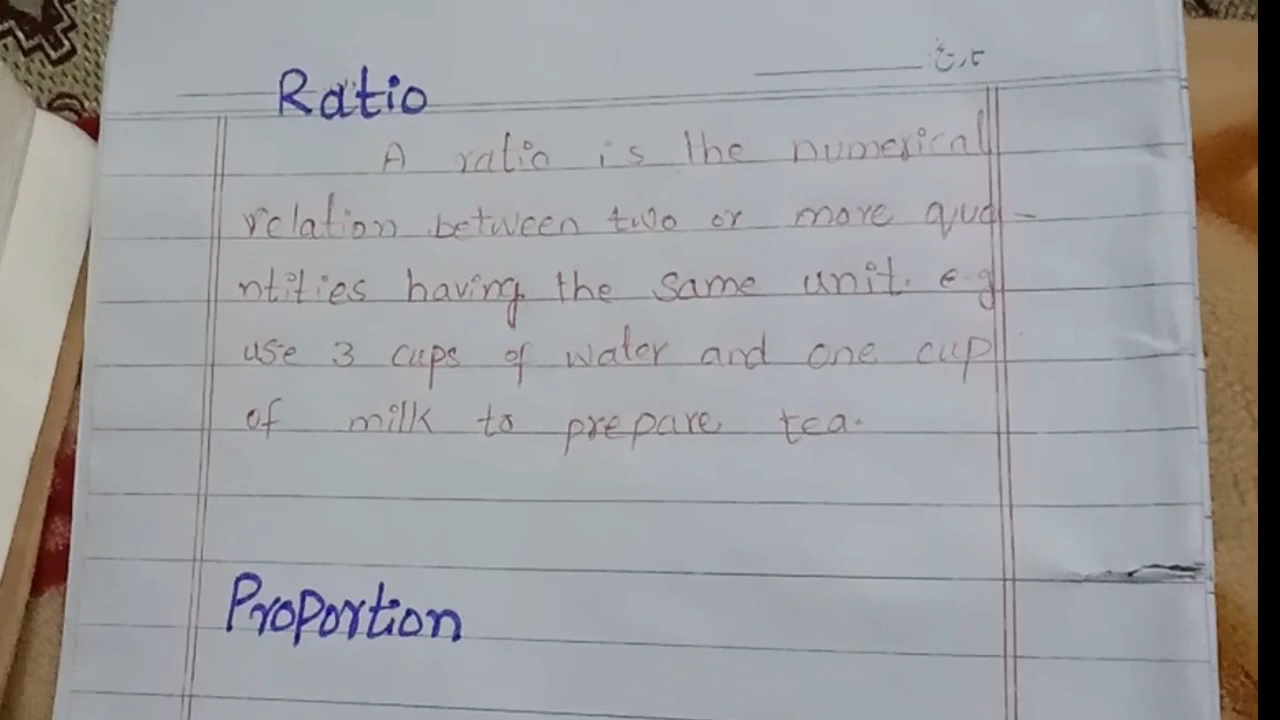 Ratio
A ratio is the numerical
relation between two or more qua-
ntities having the same unit. e.g
use 3 cups of water and one cup
of milk to prepare tea.
Proportion